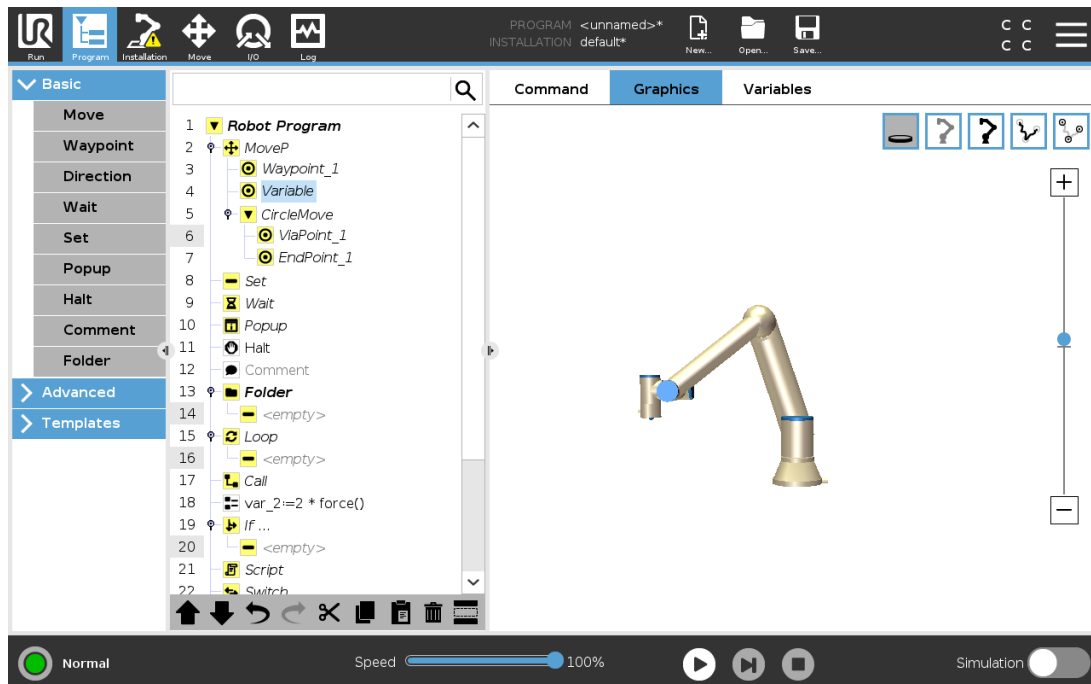 PROGRAM <unnamed>*
INSTALLATION default*
C C
C C
UR
Run
Program
Installation
Move
I/O
Log
New...
Open...
Save...
Basic
Move
Waypoint
Direction
Wait
Set
Popup
Halt
Comment
Folder
Advanced
Templates
1 Robot Program
2 MoveP
3 Waypoint_1
4 Variable
5 CircleMove
6 ViaPoint_1
7 EndPoint_1
8 Set
9 Wait
10 Popup
11 Halt
12 Comment
13 Folder
14 <empty>
15 Loop
16 <empty>
17 Call
18 var_2:=2 * force()
19 If ...
20 <empty>
21 Script
22 Switch
Command
Graphics
Variables
Normal
Speed 100%
Simulation